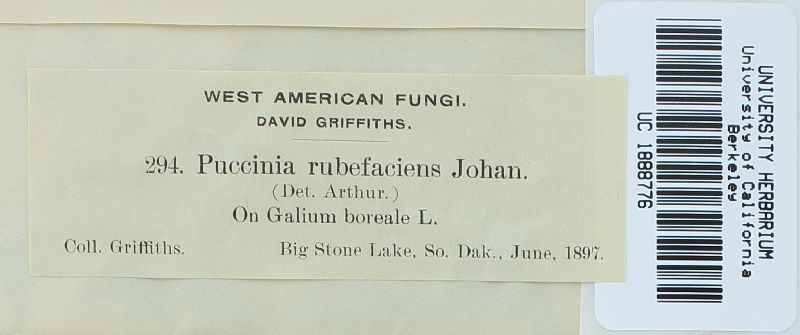 WEST AMERICAN FUNGI.
DAVID GRIFFITHS.
294. Puccinia rubefaciens Johan.
(Det. Arthur.)
On Galium boreale L.
Coll. Griffiths. Big Stone Lake, So. Dak., June, 1897.
UNIVERSITY HERBARIUM
University of California
Berkeley
UC 1888776